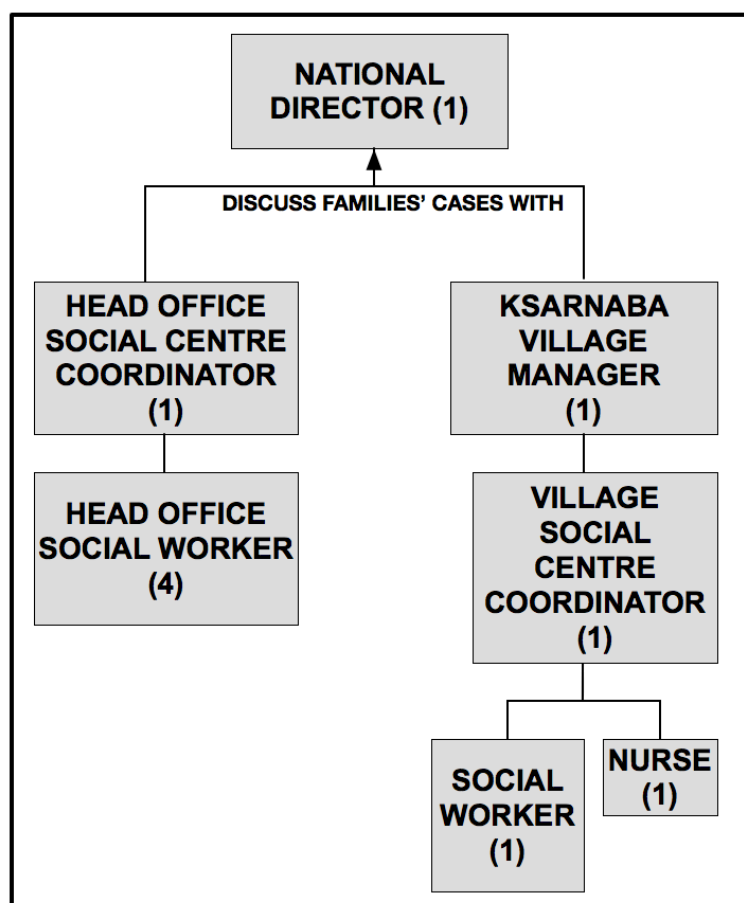 NATIONAL
DIRECTOR (1)
DISCUSS FAMILIES' CASES WITH
HEAD OFFICE
SOCIAL CENTRE
COORDINATOR
(1)
KSARNABA
VILLAGE
MANAGER
(1)
HEAD OFFICE
SOCIAL WORKER
(4)
VILLAGE
SOCIAL
CENTRE
COORDINATOR
(1)
SOCIAL
WORKER
(1)
NURSE
(1)